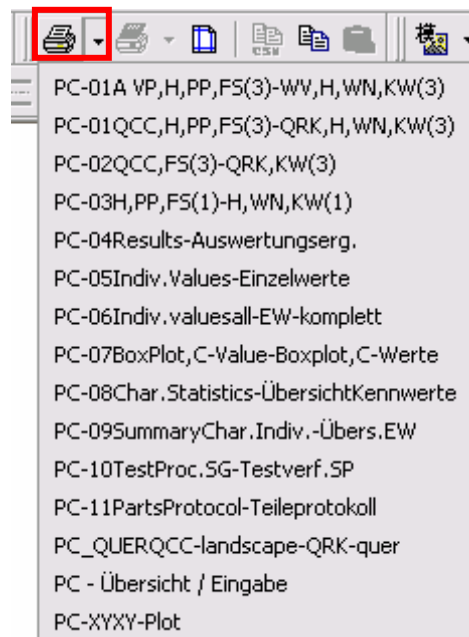 CSV
横
PC-01A VP,H,PP,FS(3)-WV,H,WN,KW(3)
PC-01QCC,H,PP,FS(3)-QRK,H,WN,KW(3)
PC-02QCC,FS(3)-QRK,KW(3)
PC-03H,PP,FS(1)-H,WN,KW(1)
PC-04Results-Auswertungserg.
PC-05Indiv.Values-Einzelwerte
PC-06Indiv.valuesall-EW-komplett
PC-07BoxPlot,C-Value-Boxplot,C-Werte
PC-08Char.Statistics-ÜbersichtKennwerte
PC-09SummaryChar.Indiv.-Übers.EW
PC-10TestProc.SG-Testverf.SP
PC-11PartsProtocol-Teileprotokoll
PC_QUERQCC-landscape-QRK-quer
PC - Übersicht / Eingabe
PC-XYXY-Plot